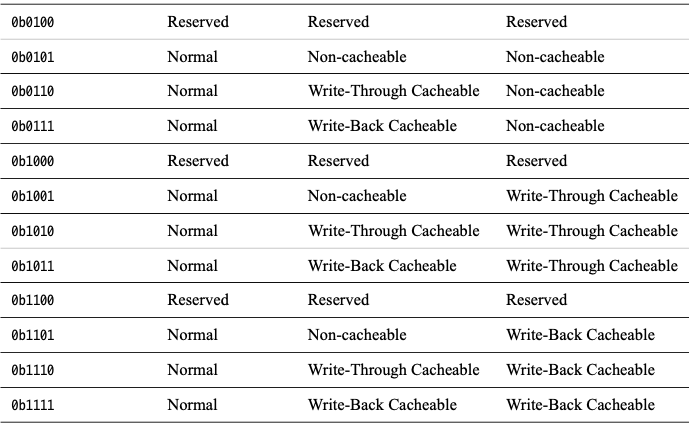 0b0100 Reserved Reserved Reserved
0b0101 Normal Non-cacheable Non-cacheable
0b0110 Normal Write-Through Cacheable Non-cacheable
0b0111 Normal Write-Back Cacheable Non-cacheable
0b1000 Reserved Reserved Reserved
0b1001 Normal Non-cacheable Write-Through Cacheable
0b1010 Normal Write-Through Cacheable Write-Through Cacheable
0b1011 Normal Write-Back Cacheable Write-Through Cacheable
0b1100 Reserved Reserved Reserved
0b1101 Normal Non-cacheable Write-Back Cacheable
0b1110 Normal Write-Through Cacheable Write-Back Cacheable
0b1111 Normal Write-Back Cacheable Write-Back Cacheable